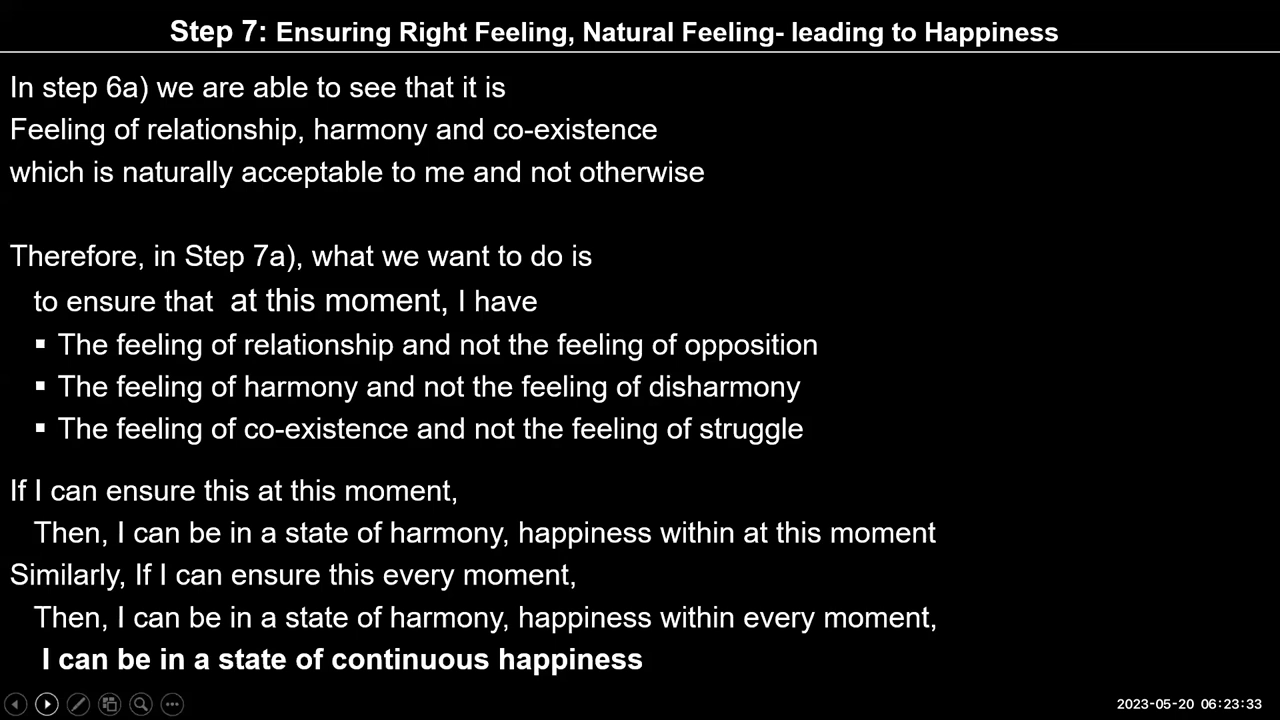 Step 7: Ensuring Right Feeling, Natural Feeling- leading to Happiness
In step 6a) we are able to see that it is
Feeling of relationship, harmony and co-existence
which is naturally acceptable to me and not otherwise
Therefore, in Step 7a), what we want to do is
to ensure that at this moment, I have
▪ The feeling of relationship and not the feeling of opposition
▪ The feeling of harmony and not the feeling of disharmony
▪ The feeling of co-existence and not the feeling of struggle
If I can ensure this at this moment,
Then, I can be in a state of harmony, happiness within at this moment
Similarly, If I can ensure this every moment,
Then, I can be in a state of harmony, happiness within every moment,
I can be in a state of continuous happiness
2023-05-20 06:23:33